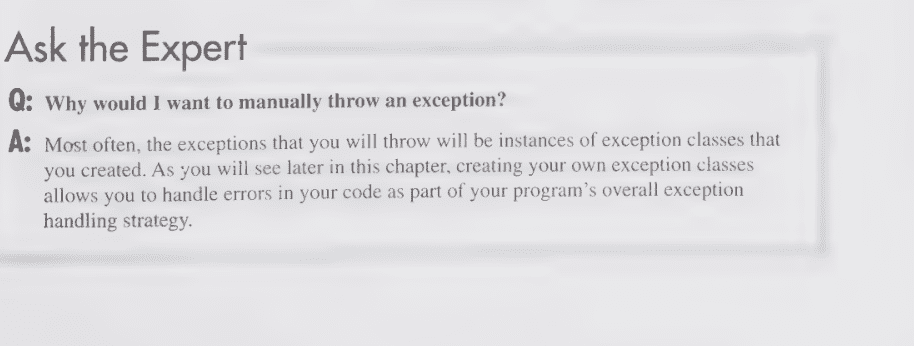 Ask the Expert
Q: Why would I want to manually throw an exception?
A: Most often, the exceptions that you will throw will be instances of exception classes that
you created. As you will see later in this chapter, creating your own exception classes
allows you to handle errors in your code as part of your program's overall exception
handling strategy.